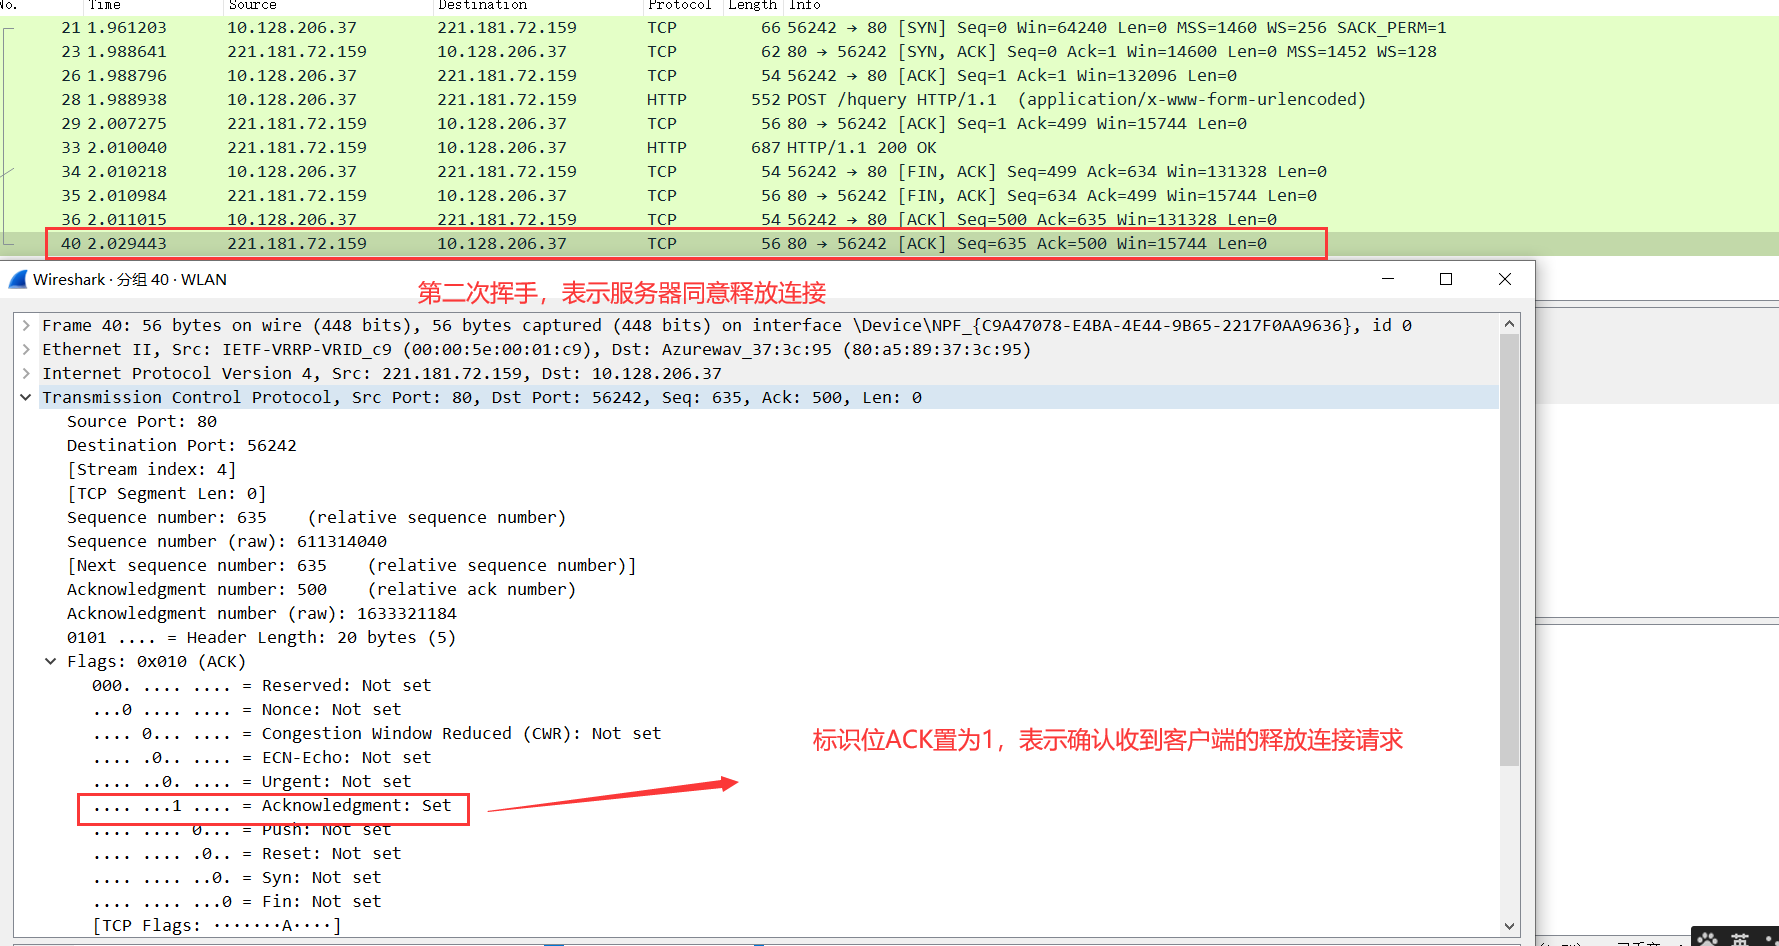 No. Time Source Destination Protocol Length Info
21 1.961203 10.128.206.37 221.181.72.159 TCP 66 56242 → 80 [SYN] Seq=0 Win=64240 Len=0 MSS=1460 WS=256 SACK_PERM=1
23 1.988641 221.181.72.159 10.128.206.37 TCP 62 80 → 56242 [SYN, ACK] Seq=0 Ack=1 Win=14600 Len=0 MSS=1452 WS=128
26 1.988796 10.128.206.37 221.181.72.159 TCP 54 56242 → 80 [ACK] Seq=1 Ack=1 Win=132096 Len=0
28 1.988938 10.128.206.37 221.181.72.159 HTTP 552 POST /hquery HTTP/1.1 (application/x-www-form-urlencoded)
29 2.007275 221.181.72.159 10.128.206.37 TCP 56 80 → 56242 [ACK] Seq=1 Ack=499 Win=15744 Len=0
33 2.010040 221.181.72.159 10.128.206.37 HTTP 687 HTTP/1.1 200 OK
34 2.010218 10.128.206.37 221.181.72.159 TCP 54 56242 → 80 [FIN, ACK] Seq=499 Ack=634 Win=131328 Len=0
35 2.010984 221.181.72.159 10.128.206.37 TCP 56 80 → 56242 [FIN, ACK] Seq=634 Ack=499 Win=15744 Len=0
36 2.011015 10.128.206.37 221.181.72.159 TCP 54 56242 → 80 [ACK] Seq=500 Ack=635 Win=131328 Len=0
40 2.029443 221.181.72.159 10.128.206.37 TCP 56 80 → 56242 [ACK] Seq=635 Ack=500 Win=15744 Len=0
Wireshark · 分组 40 · WLAN
第二次挥手，表示服务器同意释放连接
Frame 40: 56 bytes on wire (448 bits), 56 bytes captured (448 bits) on interface \Device\NPF_{C9A47078-E4BA-4E44-9B65-2217F0AA9636}, id 0
Ethernet II, Src: IETF-VRRP-VRID_c9 (00:00:5e:00:01:c9), Dst: Azurewav_37:3c:95 (80:a5:89:37:3c:95)
Internet Protocol Version 4, Src: 221.181.72.159, Dst: 10.128.206.37
Transmission Control Protocol, Src Port: 80, Dst Port: 56242, Seq: 635, Ack: 500, Len: 0
Source Port: 80
Destination Port: 56242
[Stream index: 4]
[TCP Segment Len: 0]
Sequence number: 635 (relative sequence number)
Sequence number (raw): 611314040
[Next sequence number: 635 (relative sequence number)]
Acknowledgment number: 500 (relative ack number)
Acknowledgment number (raw): 1633321184
0101 .... = Header Length: 20 bytes (5)
Flags: 0x010 (ACK)
000. .... .... = Reserved: Not set
...0 .... .... = Nonce: Not set
.... 0... .... = Congestion Window Reduced (CWR): Not set
标识位ACK置为1，表示确认收到客户端的释放连接请求
.... .0.. .... = ECN-Echo: Not set
.... ..0. .... = Urgent: Not set
.... ...1 .... = Acknowledgment: Set
.... .... 0... = Push: Not set
.... .... .0.. = Reset: Not set
.... .... ..0. = Syn: Not set
.... .... ...0 = Fin: Not set
[TCP Flags: ·······A····]
英